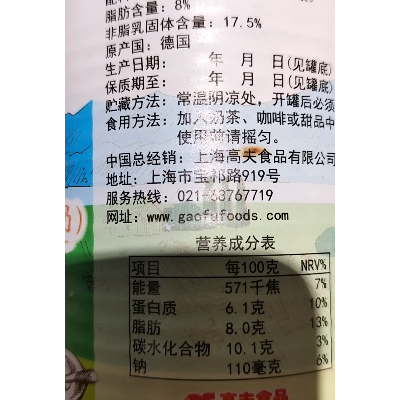 脂肪含量: 8%
非脂乳固体含量: 17.5%
原产国: 德国
生产日期: 年 月 日(见罐底)
保质期至: 年 月 日(见罐底)
贮藏方法: 常温阴凉处, 开罐后必须
食用方法: 加入奶茶、咖啡或甜品中
使用前请摇匀。
中国总经销: 上海高夫食品有限公司
地址: 上海市宝祁路919号
服务热线: 021-63767719
网址: www.gaofufoods.com
营养成分表
项目 每100克 NRV%
能量 571千焦 7%
蛋白质 6.1克 10%
脂肪 8.0克 13%
碳水化合物 10.1克 3%
钠 110毫克 6%
高夫食品